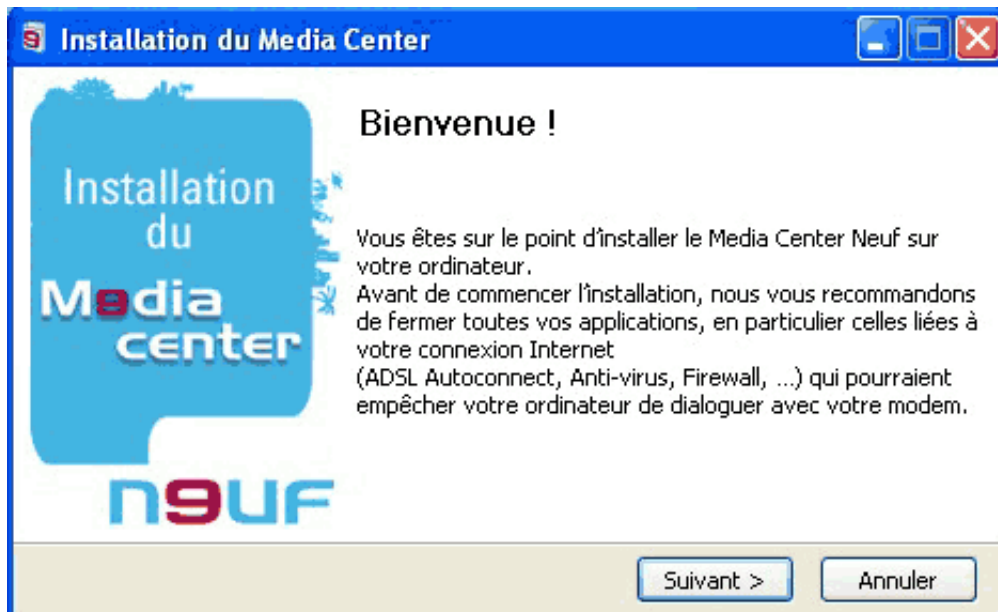 Installation du Media Center
Bienvenue !
Installation
du
Media
center
Vous êtes sur le point d'installer le Media Center Neuf sur
votre ordinateur.
Avant de commencer l'installation, nous vous recommandons
de fermer toutes vos applications, en particulier celles liées à
votre connexion Internet
(ADSL Autoconnect, Anti-virus, Firewall, ...) qui pourraient
empêcher votre ordinateur de dialoguer avec votre modem.
n9uf
Suivant >
Annuler